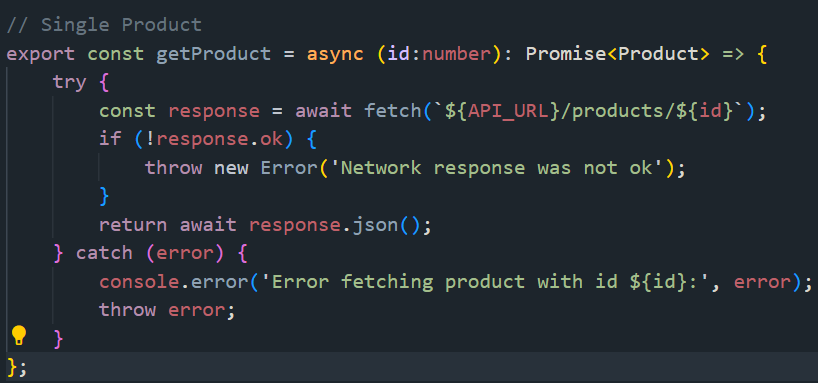 // Single Product
export const getProduct = async (id:number): Promise<Product> => {
    try {
        const response = await fetch(`${API_URL}/products/${id}`);
        if (!response.ok) {
            throw new Error('Network response was not ok');
        }
        return await response.json();
    } catch (error) {
        console.error('Error fetching product with id ${id}:', error);
        throw error;
    }
};